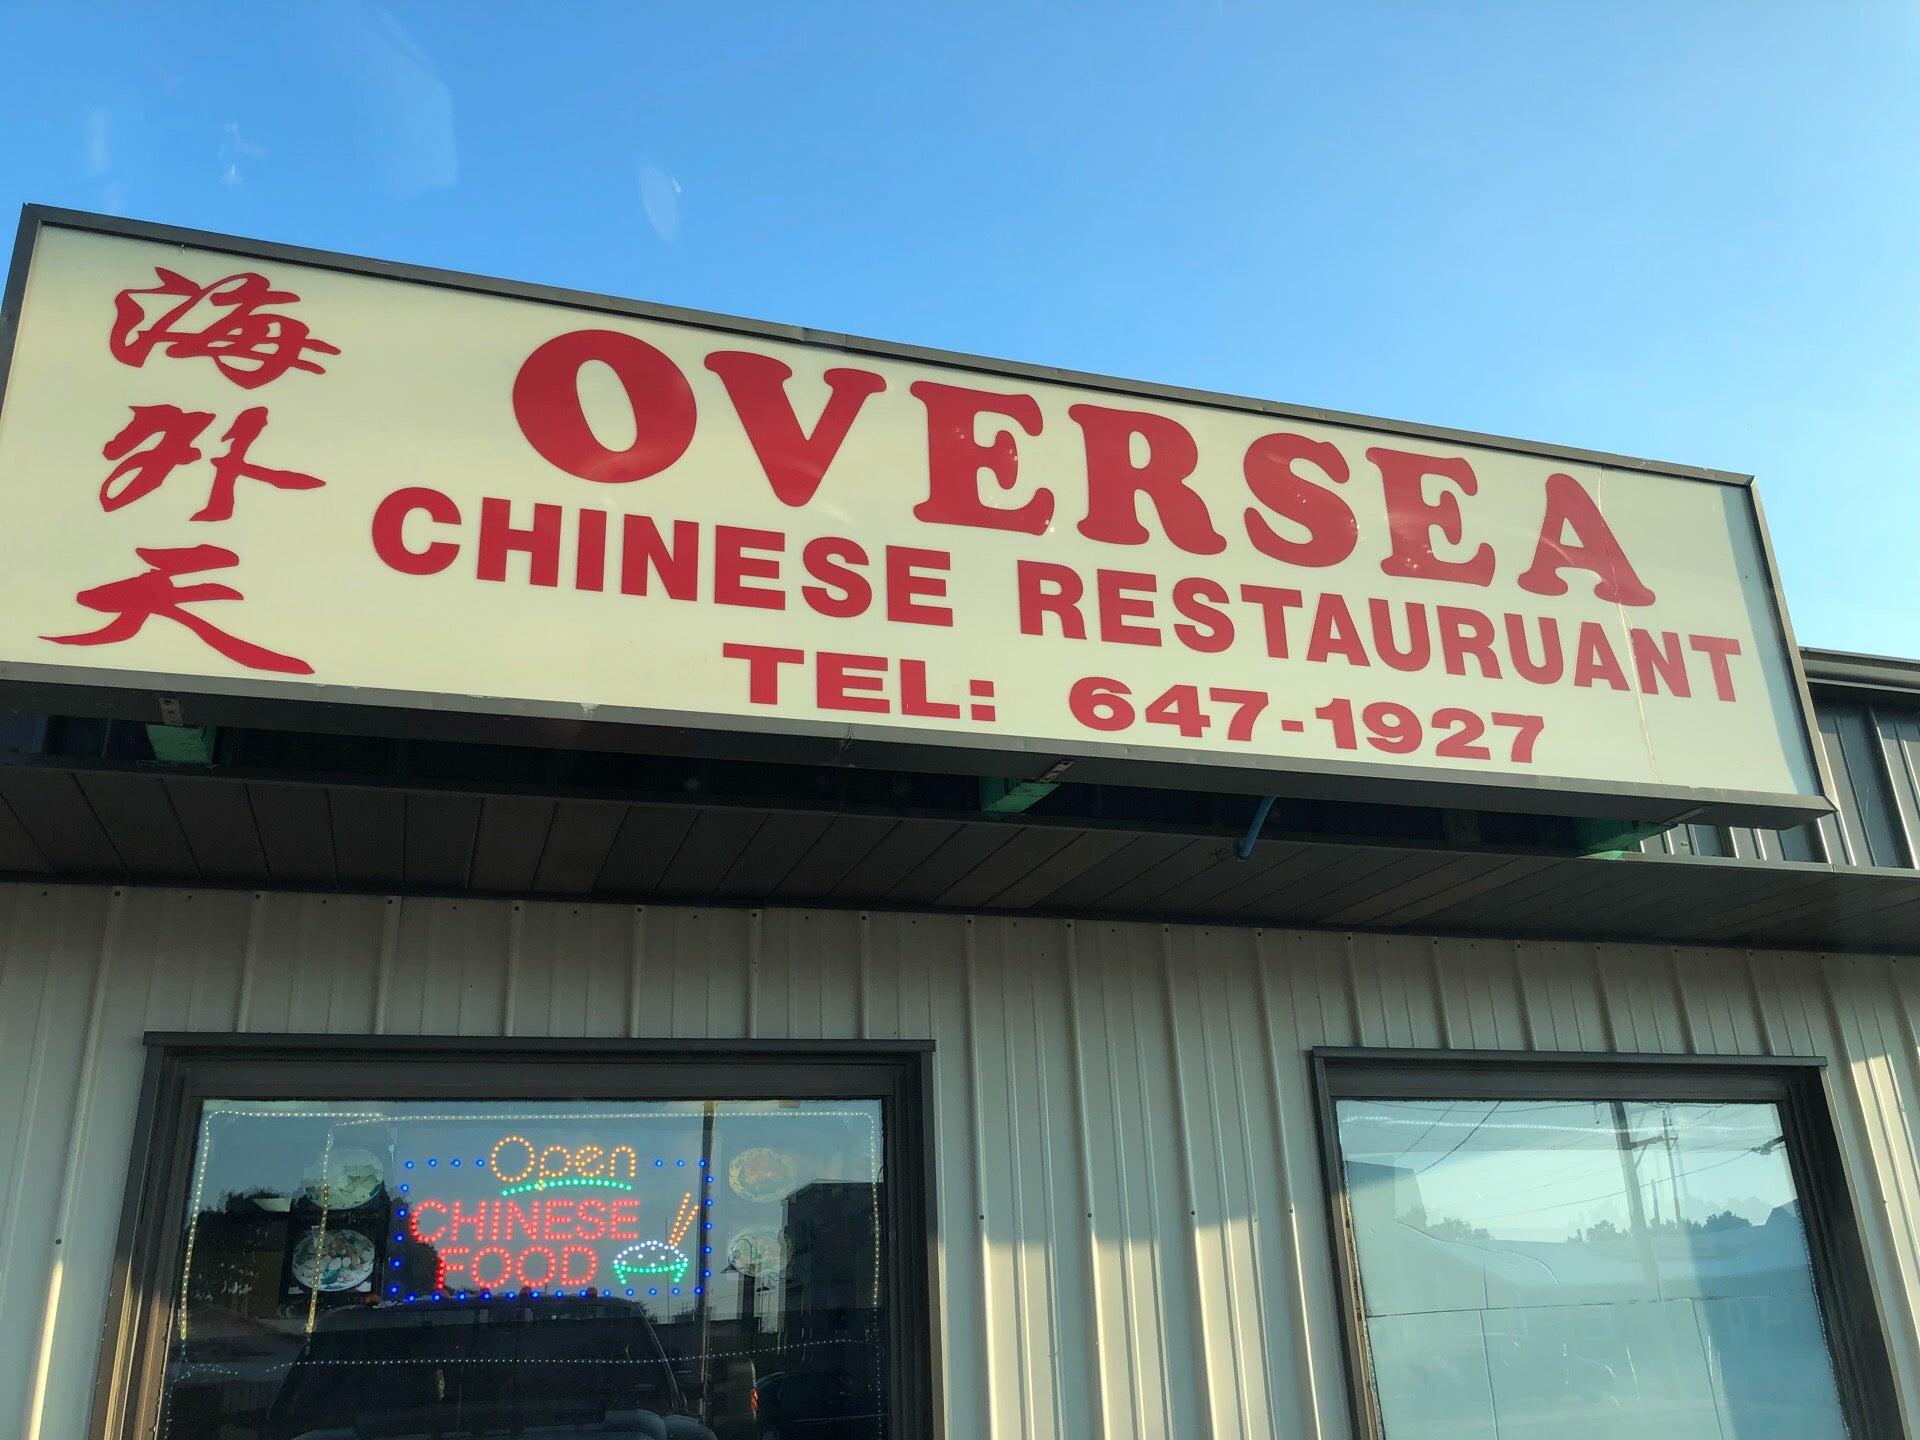 海外天
OVERSEA
CHINESE RESTAURUANT
TEL: 647-1927
Open
CHINESE
FOOD